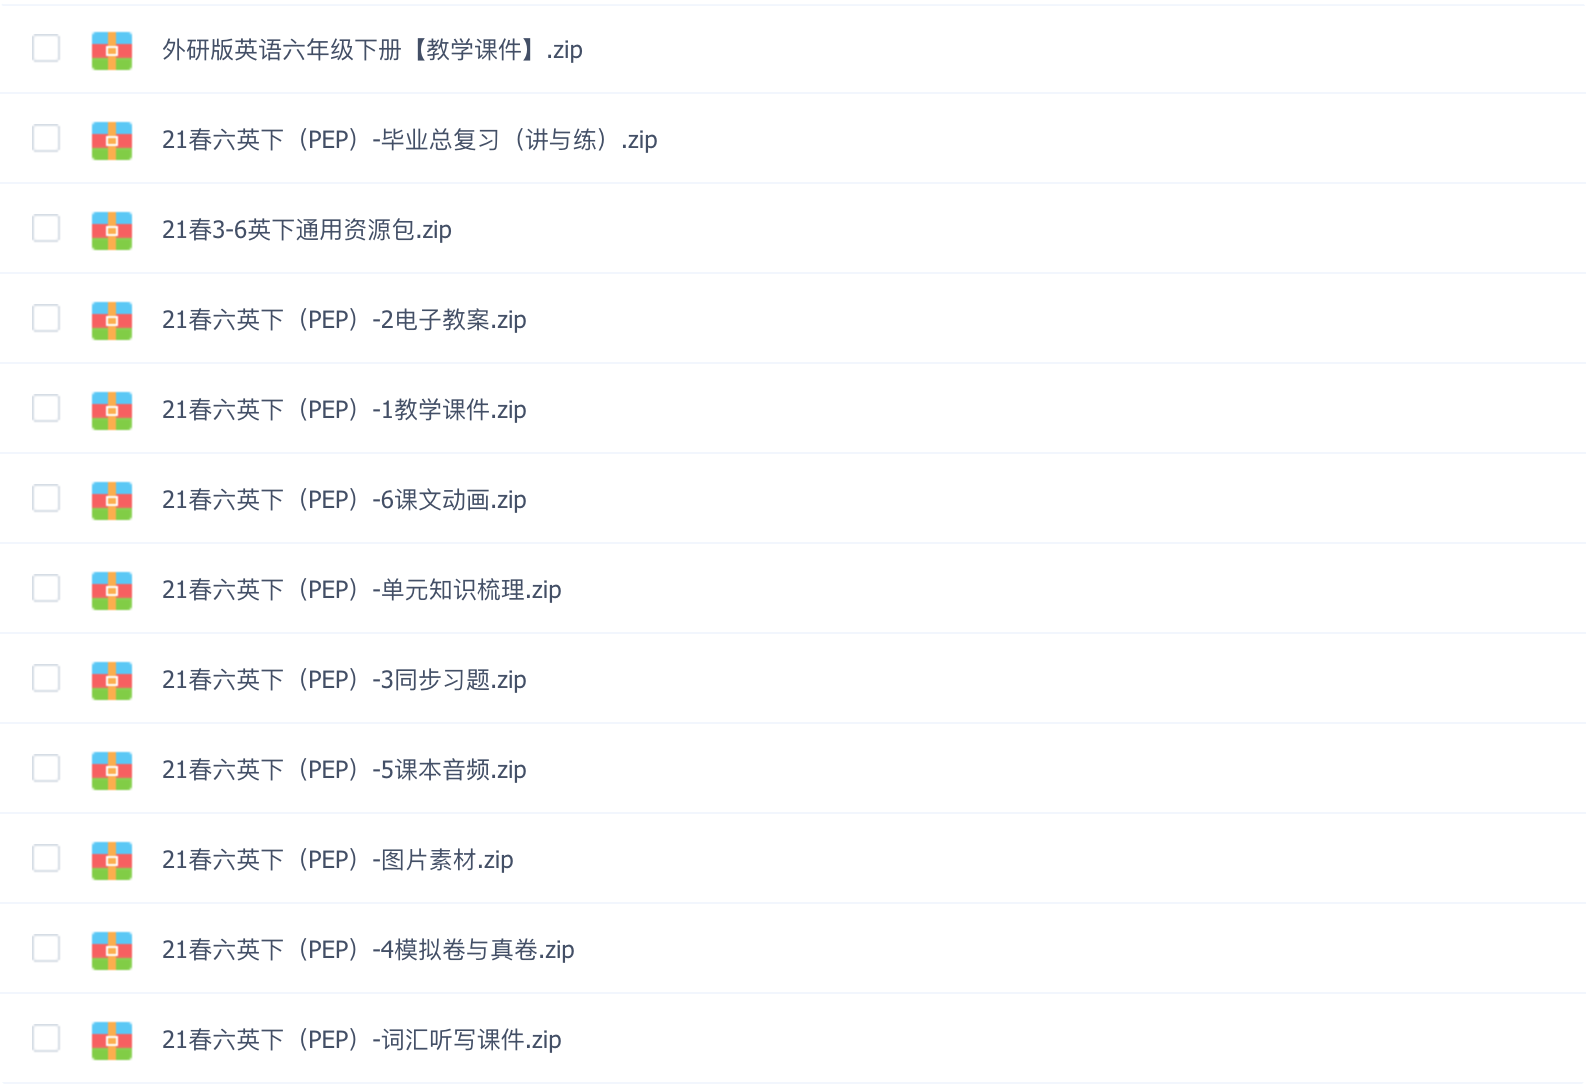 外研版英语六年级下册【教学课件】.zip
21春六英下（PEP）-毕业总复习（讲与练）.zip
21春3-6英下通用资源包.zip
21春六英下（PEP）-2电子教案.zip
21春六英下（PEP）-1教学课件.zip
21春六英下（PEP）-6课文动画.zip
21春六英下（PEP）-单元知识梳理.zip
21春六英下（PEP）-3同步习题.zip
21春六英下（PEP）-5课本音频.zip
21春六英下（PEP）-图片素材.zip
21春六英下（PEP）-4模拟卷与真卷.zip
21春六英下（PEP）-词汇听写课件.zip